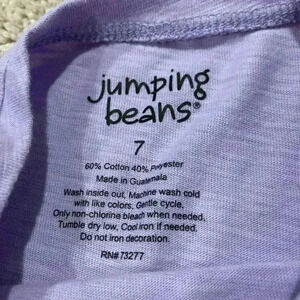 jumping
beans®
7
60% Cotton 40% Polyester
Made in Guatemala
Wash inside out, Machine wash cold
with like colors, Gentle cycle,
Only non-chlorine bleach when needed,
Tumble dry low, Cool iron if needed.
Do not iron decoration.
RN# 73277